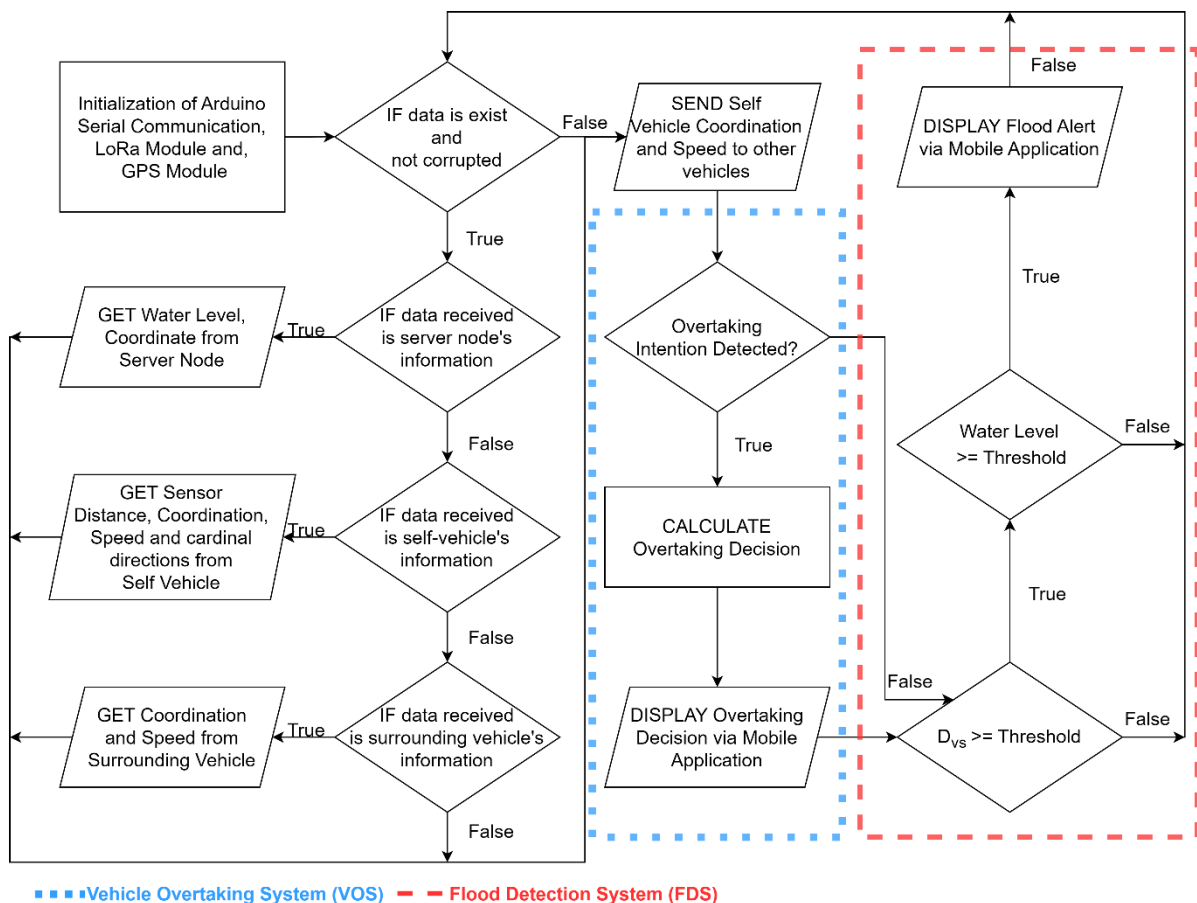 Initialization of Arduino
Serial Communication,
LoRa Module and,
GPS Module
IF data is exist
and
not corrupted
False
True
SEND Self
Vehicle Coordination
and Speed to other
vehicles
DISPLAY Flood Alert
via Mobile Application
False
GET Water Level,
Coordinate from
Server Node
True
IF data received
is server node's
information
False
Overtaking
Intention Detected?
True
False
True
GET Sensor
Distance, Coordination,
Speed and cardinal
directions from
Self Vehicle
True
IF data received
is self-vehicle's
information
False
CALCULATE
Overtaking Decision
Water Level
>= Threshold
False
True
GET Coordination
and Speed from
Surrounding Vehicle
True
IF data received
is surrounding vehicle's
information
False
DISPLAY Overtaking
Decision via Mobile
Application
Dvs >= Threshold
False
Vehicle Overtaking System (VOS)
Flood Detection System (FDS)